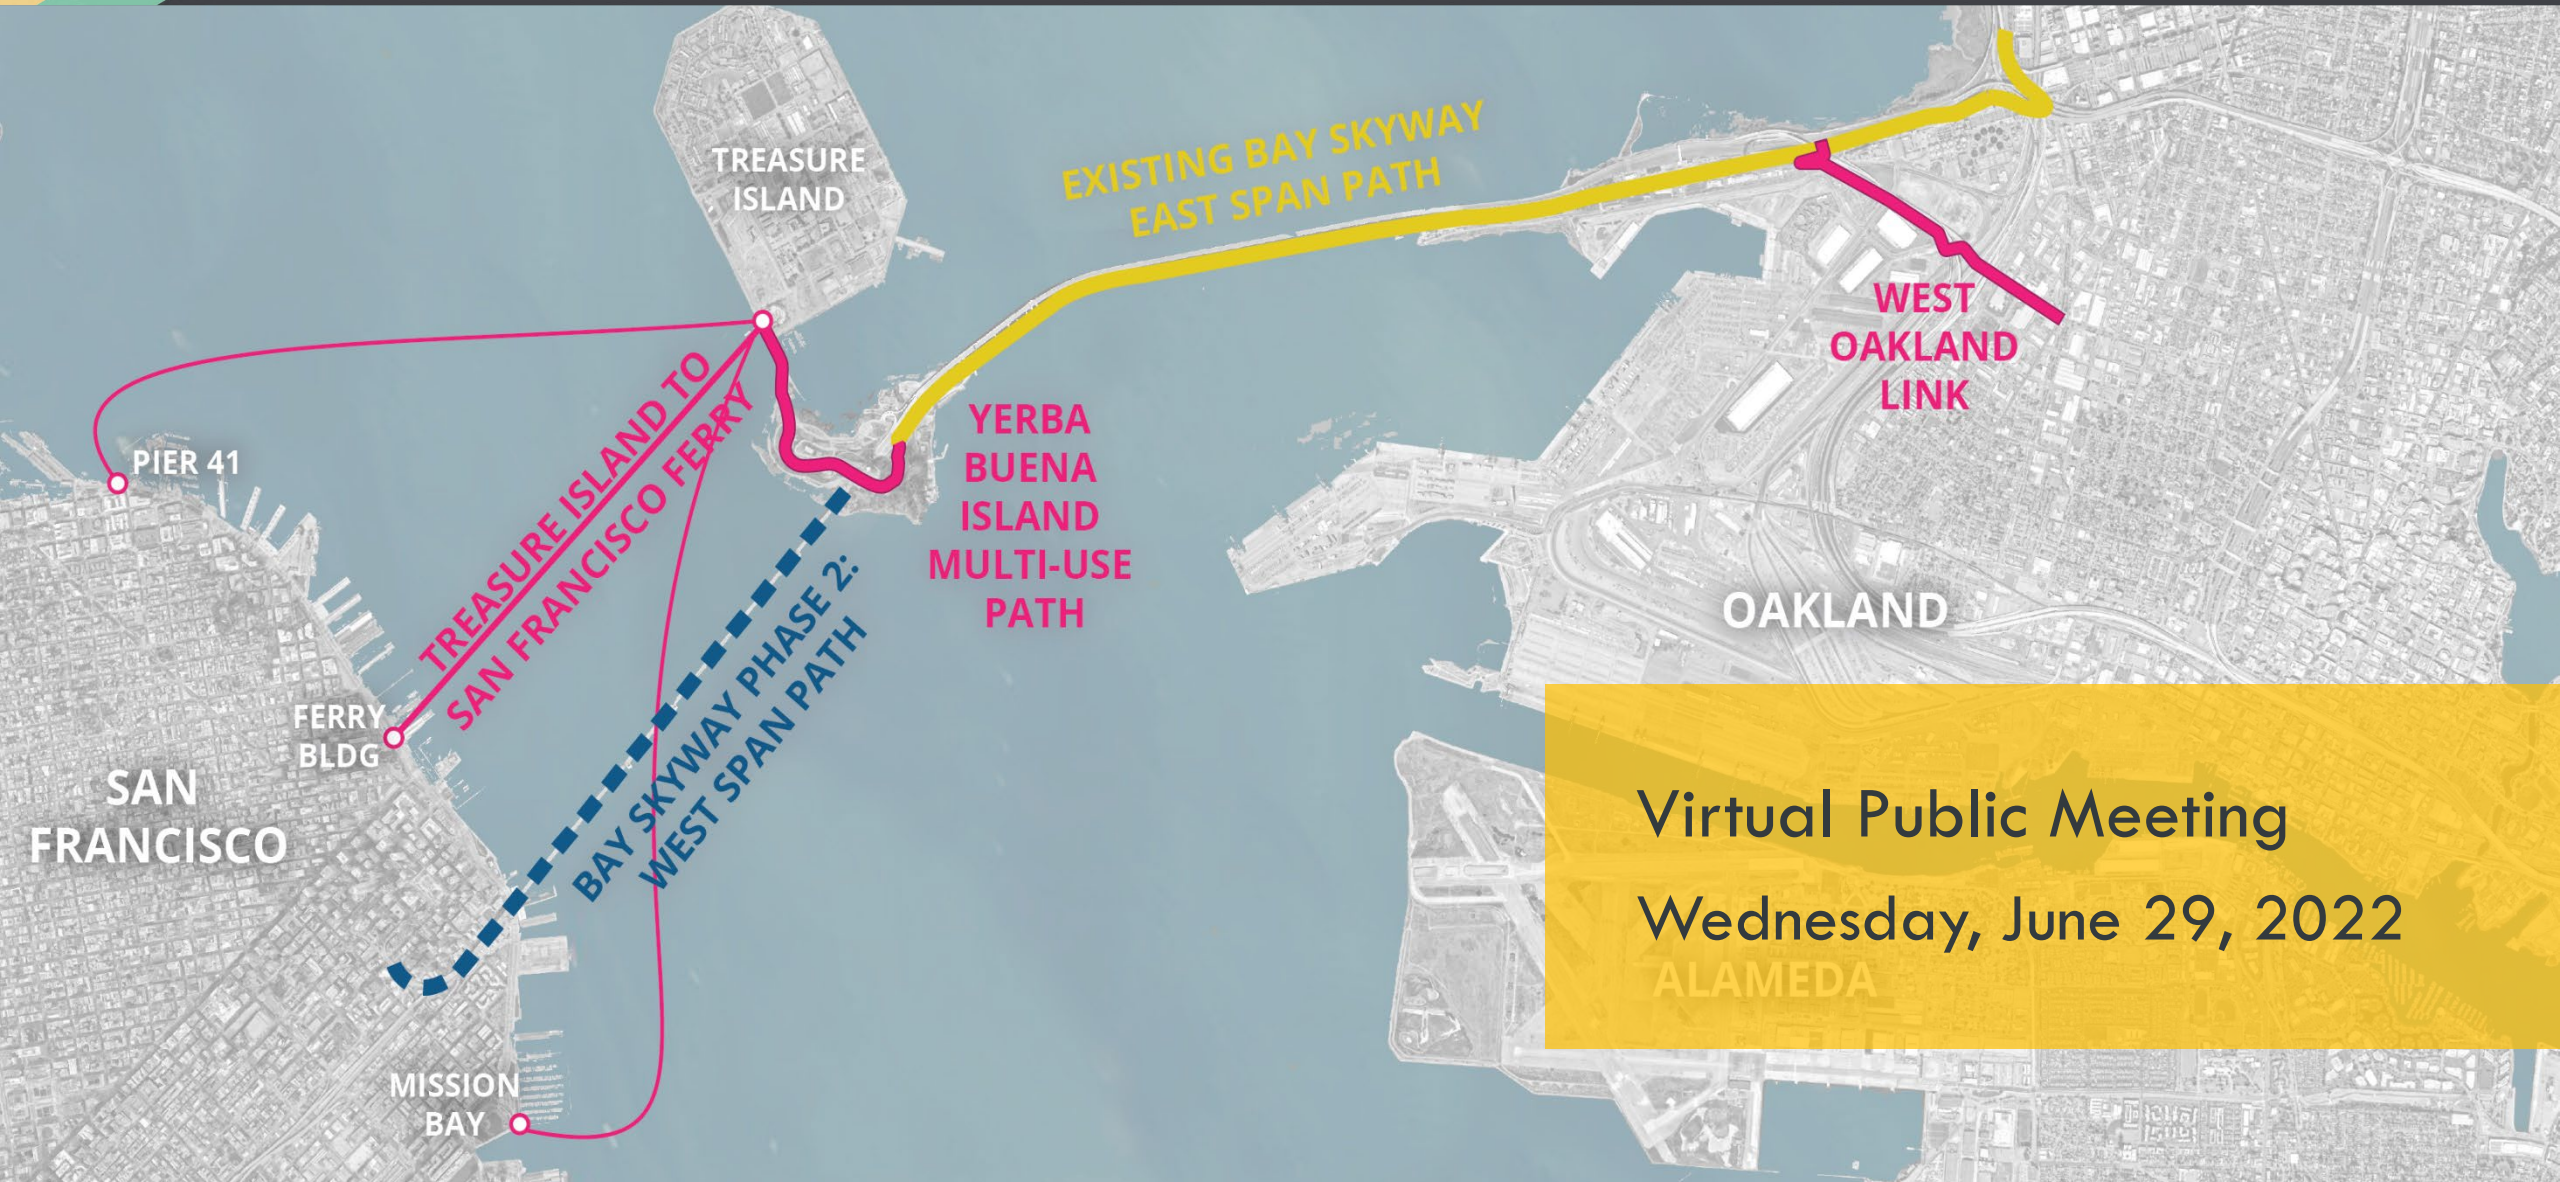 TREASURE
ISLAND
EXISTING BAY SKYWAY
EAST SPAN PATH
WEST
OAKLAND
LINK
TREASURE ISLAND TO
SAN FRANCISCO FERRY
YERBA
BUENA
ISLAND
MULTI-USE
PATH
PIER 41
BAY SKYWAY PHASE 2:
WEST SPAN PATH
OAKLAND
FERRY
BLDG
SAN
FRANCISCO
MISSION
BAY
Virtual Public Meeting
Wednesday, June 29, 2022
ALAMEDA